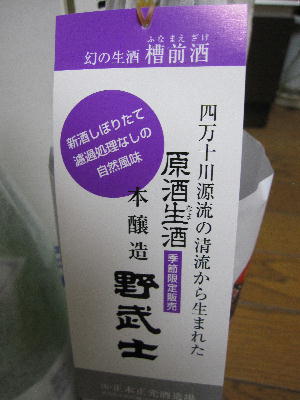 ふなまえざけ
幻の生酒 槽前酒
新酒しぼりたて
濾過処理なしの
自然風味
四万十川源流の清流から生まれた
原酒生酒
季節限定販売
本醸造 野武士